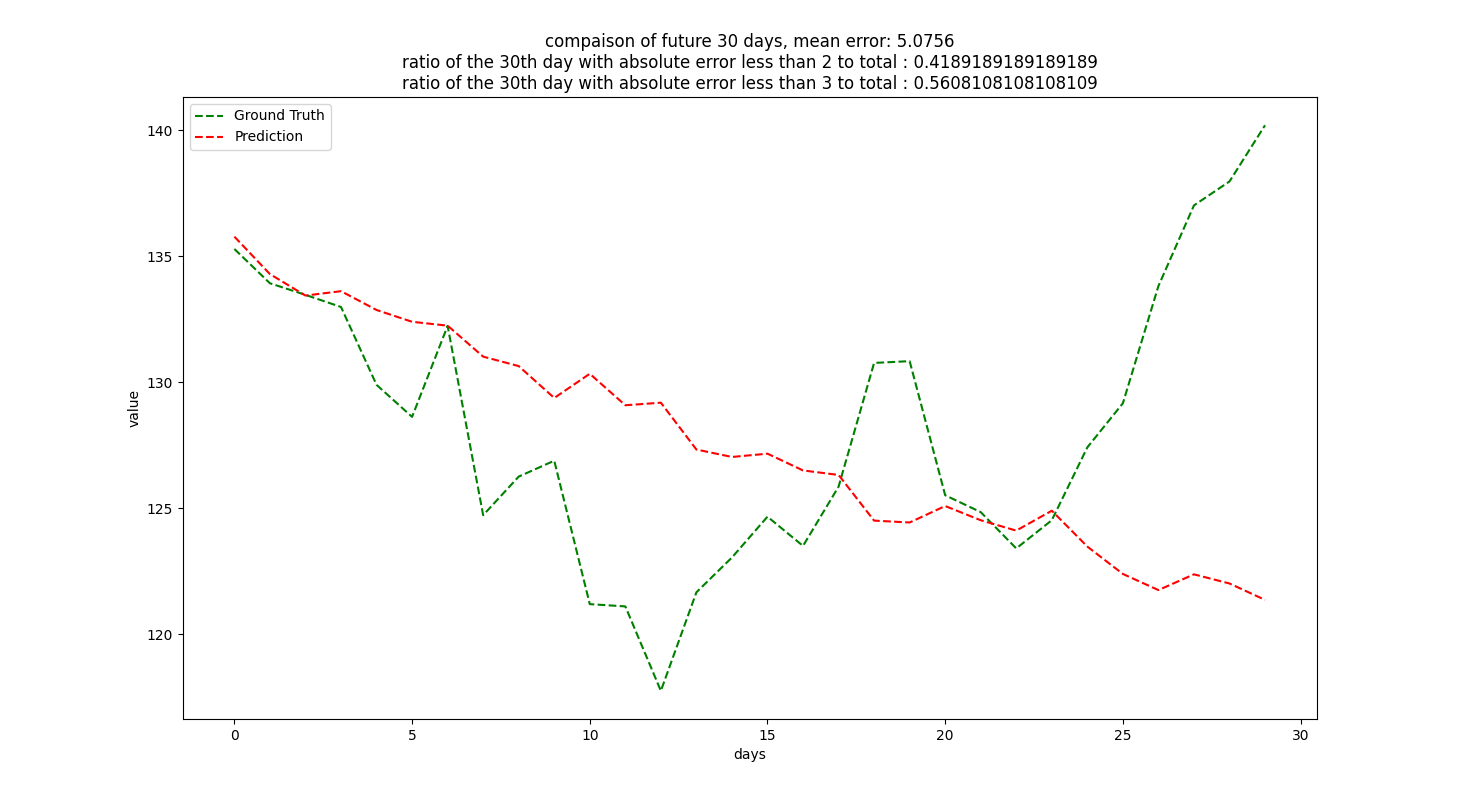 compaison of future 30 days, mean error: 5.0756
ratio of the 30th day with absolute error less than 2 to total : 0.4189189189189189
ratio of the 30th day with absolute error less than 3 to total : 0.5608108108108109
Ground Truth
Prediction
140
135
130
125
120
value
0 5 10 15 20 25 30
days